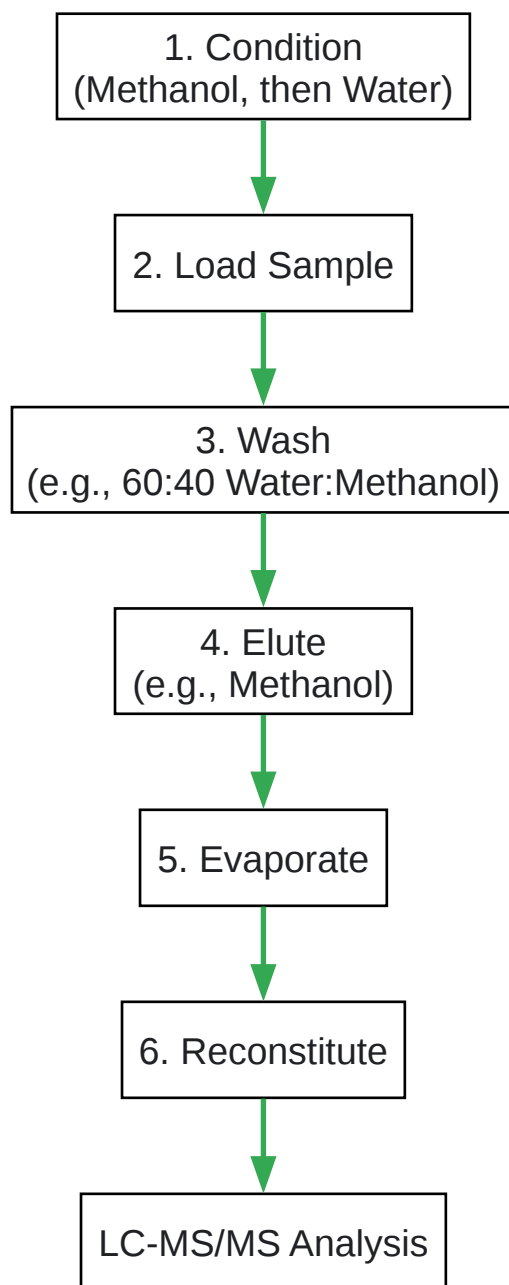 1. Condition
(Methanol, then Water)
2. Load Sample
3. Wash
(e.g., 60:40 Water:Methanol)
4. Elute
(e.g., Methanol)
5. Evaporate
6. Reconstitute
LC-MS/MS Analysis